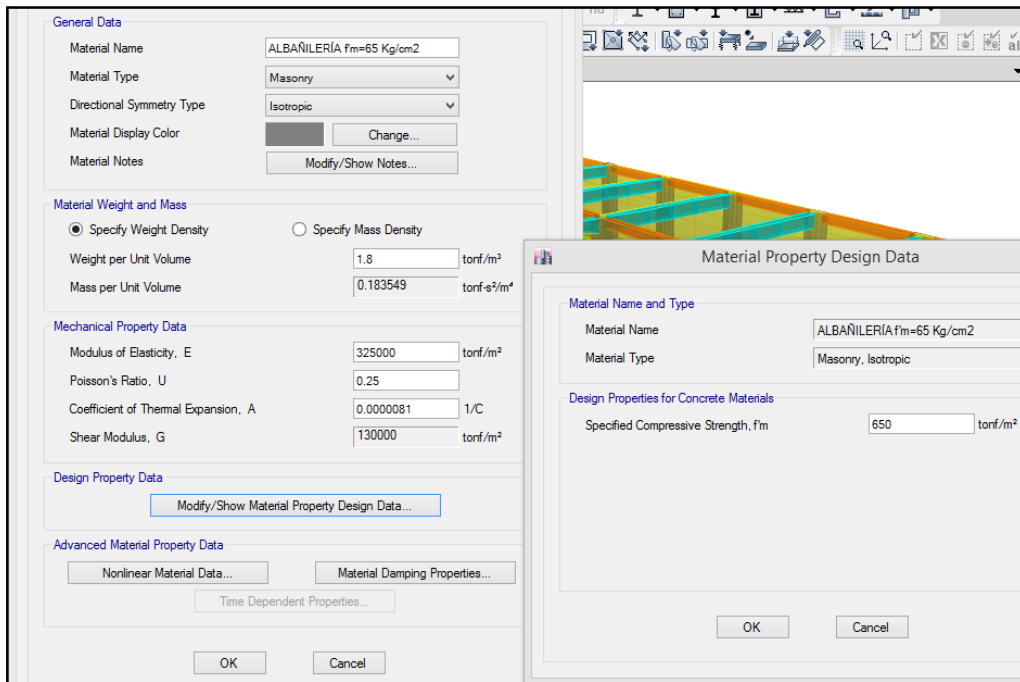 General Data
Material Name ALBAÑILERÍA f'm=65 Kg/cm2
Material Type Masonry
Directional Symmetry Type Isotropic
Material Display Color Change...
Material Notes Modify/Show Notes...
Material Weight and Mass
Specify Weight Density Specify Mass Density
Weight per Unit Volume 1.8 tonf/m³
Mass per Unit Volume 0.183549 tonf-s²/m⁴
Mechanical Property Data
Modulus of Elasticity, E 325000 tonf/m²
Poisson's Ratio, U 0.25
Coefficient of Thermal Expansion, A 0.0000081 1/C
Shear Modulus, G 130000 tonf/m²
Design Property Data
Modify/Show Material Property Design Data...
Advanced Material Property Data
Nonlinear Material Data... Material Damping Properties...
Time Dependent Properties...
OK Cancel
Material Property Design Data
Material Name and Type
Material Name ALBAÑILERÍA f'm=65 Kg/cm2
Material Type Masonry, Isotropic
Design Properties for Concrete Materials
Specified Compressive Strength, f'm 650 tonf/m²
OK Cancel